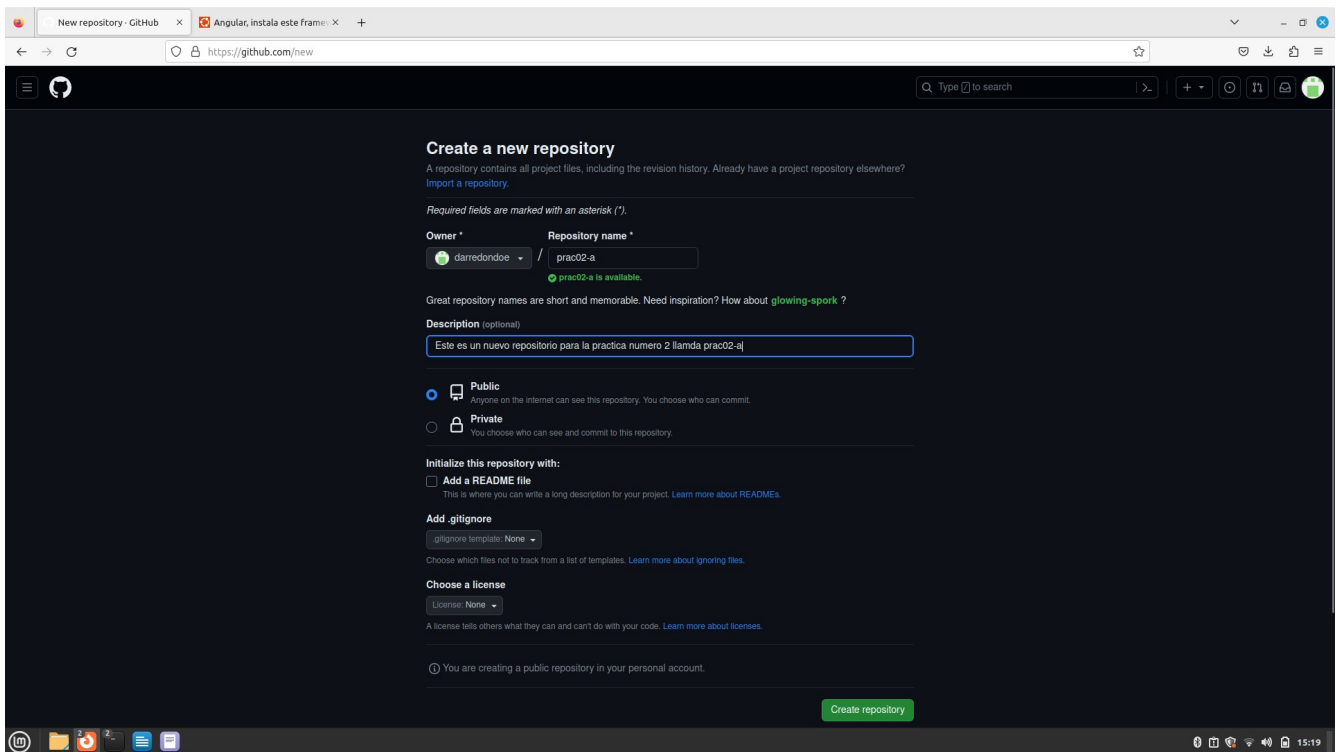 New repository · GitHub
Angular, instala este framew
https://github.com/new
Type / to search
Create a new repository
A repository contains all project files, including the revision history. Already have a project repository elsewhere?
Import a repository.
Required fields are marked with an asterisk (*).
Owner * Repository name *
darredondoe / prac02-a
prac02-a is available.
Great repository names are short and memorable. Need inspiration? How about glowing-spork ?
Description (optional)
Este es un nuevo repositorio para la practica numero 2 llamda prac02-a
Public
Anyone on the internet can see this repository. You choose who can commit.
Private
You choose who can see and commit to this repository.
Initialize this repository with:
Add a README file
This is where you can write a long description for your project. Learn more about READMEs.
Add .gitignore
.gitignore template: None
Choose which files not to track from a list of templates. Learn more about ignoring files.
Choose a license
License: None
A license tells others what they can and can't do with your code. Learn more about licenses.
You are creating a public repository in your personal account.
Create repository
2 2
15:19